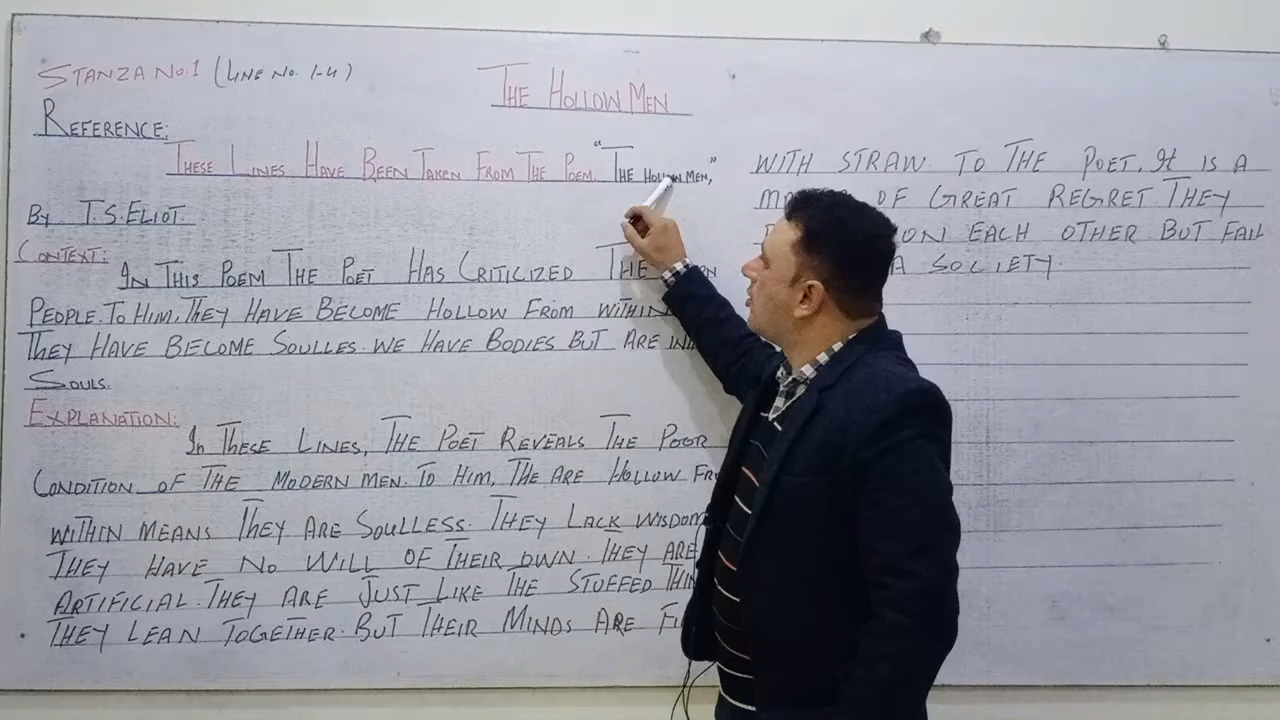 STANZA NO.1 (LINE NO. 1-4)
THE HOLLOW MEN
REFERENCE:
THESE LINES HAVE BEEN TAKEN FROM THE POEM "THE HOLLOW MEN,"
BY T.S.ELIOT.
CONTEXT:
IN THIS POEM THE POET HAS CRITICIZED THE
PEOPLE. TO HIM, THEY HAVE BECOME HOLLOW FROM WITHIN
THEY HAVE BECOME SOULLES. WE HAVE BODIES BUT ARE
SOULS.
EXPLANATION:
In THESE LINES, THE POET REVEALS THE POOR
CONDITION OF THE MODERN MEN. TO HIM, THE ARE HOLLOW
WITHIN MEANS THEY ARE SOULLESS. THEY LACK WISDOM
THEY HAVE NO WILL OF THEIR OWN. THEY ARE
ARTIFICIAL. THEY ARE JUST LIKE THE STUFFED
THEY LEAN TOGETHER. BUT THEIR MINDS ARE
WITH STRAW. TO THE POET, It IS A
OF GREAT REGRET. THEY
ON EACH OTHER BUT FAIL
A SOCIETY.